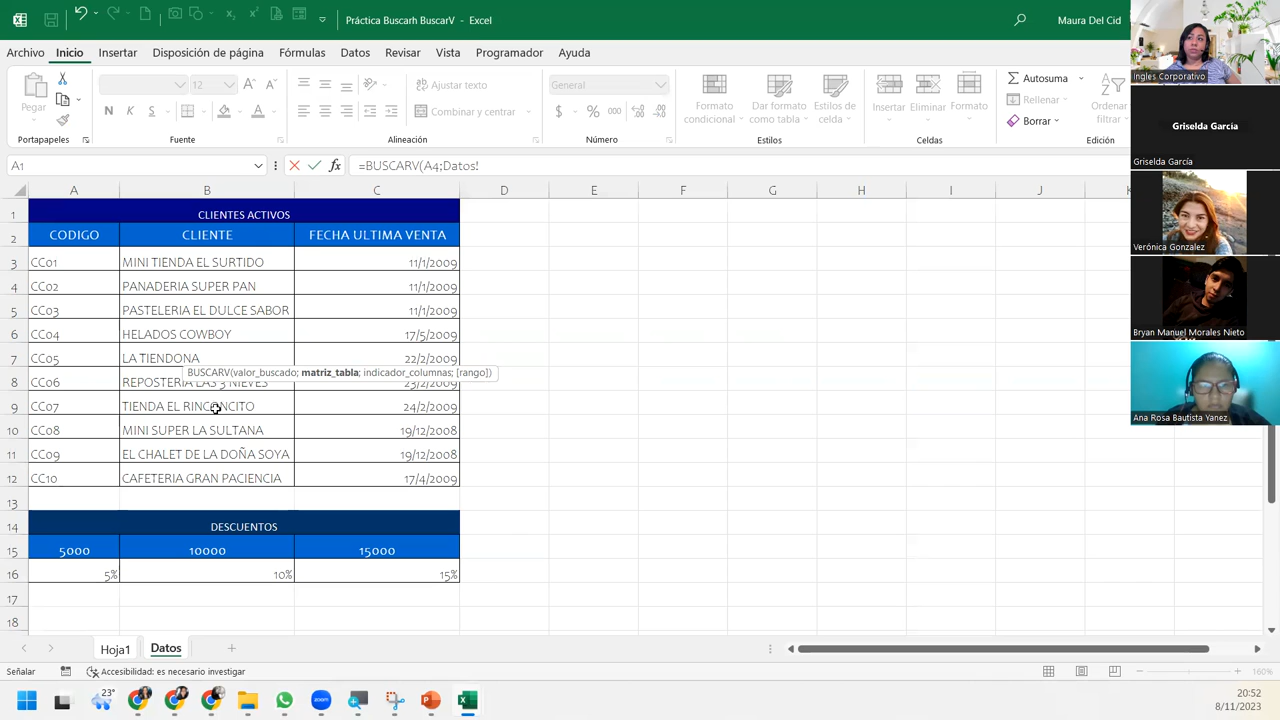 Práctica Buscarh BuscarV - Excel
Maura Del Cid
Archivo Inicio Insertar Disposición de página Fórmulas Datos Revisar Vista Programador Ayuda
Pegar
12
Ajustar texto
General
Combinar y centrar
Formato condicional
Dar formato como tabla
Estilos de celda
Insertar
Eliminar
Formato
Autosuma
Rellenar
Borrar
Ordenar
Portapapeles Fuente Alineación Número Estilos Celdas Edición
A1
=BUSCARV(A4;Datos!
A B C D E F G H I J K
1 CLIENTES ACTIVOS
2 CODIGO CLIENTE FECHA ULTIMA VENTA
3 CC01 MINI TIENDA EL SURTIDO 11/1/2009
4 CC02 PANADERIA SUPER PAN 11/1/2009
5 CC03 PASTELERIA EL DULCE SABOR 11/1/2009
6 CC04 HELADOS COWBOY 17/5/2009
7 CC05 LA TIENDONA 22/2/2009
BUSCARV(valor_buscado; matriz_tabla; indicador_columnas; [rango])
8 CC06 REPOSTERIA LAS 3 NIEVES 23/2/2009
9 CC07 TIENDA EL RINCONCITO 24/2/2009
10 CC08 MINI SUPER LA SULTANA 19/12/2008
11 CC09 EL CHALET DE LA DOÑA SOYA 19/12/2008
12 CC10 CAFETERIA GRAN PACIENCIA 17/4/2009
13
14 DESCUENTOS
15 5000 10000 15000
16 5% 10% 15%
17
18
Hoja1 Datos
Señalar
Accesibilidad: es necesario investigar
160%
23°
20:52
8/11/2023
Ingles Corporativo
Griselda García
Griselda García
Verónica Gonzalez
Bryan Manuel Morales Nieto
Ana Rosa Bautista Yanez